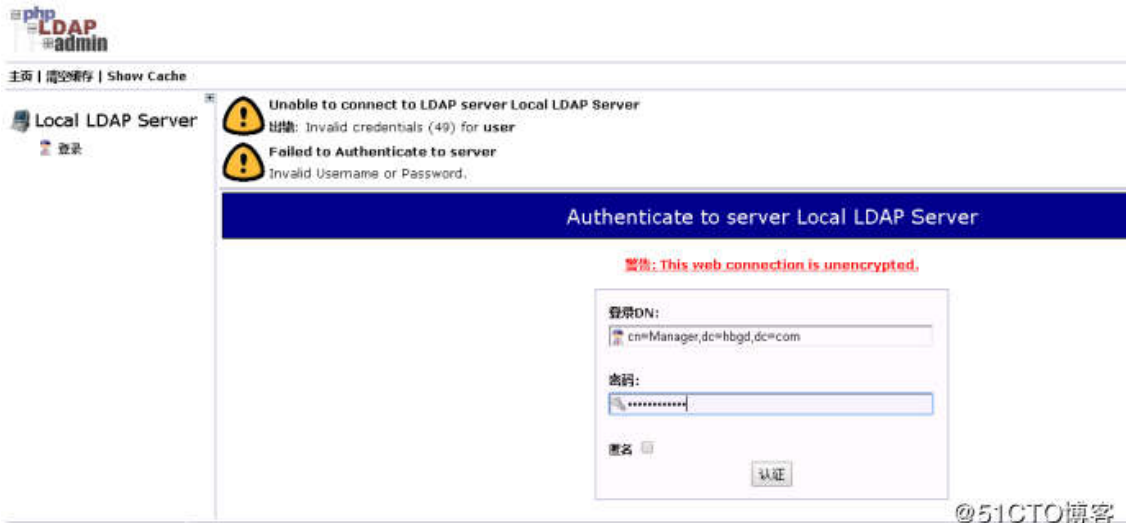 php
LDAP
admin
主页 | 清空缓存 | Show Cache
Local LDAP Server
登录
Unable to connect to LDAP server Local LDAP Server
出错: Invalid credentials (49) for user
Failed to Authenticate to server
Invalid Username or Password.
Authenticate to server Local LDAP Server
警告: This web connection is unencrypted.
登录DN:
cn=Manager,dc=hbgd,dc=com
密码:
••••••••••••
匿名
认证
@51CTO博客